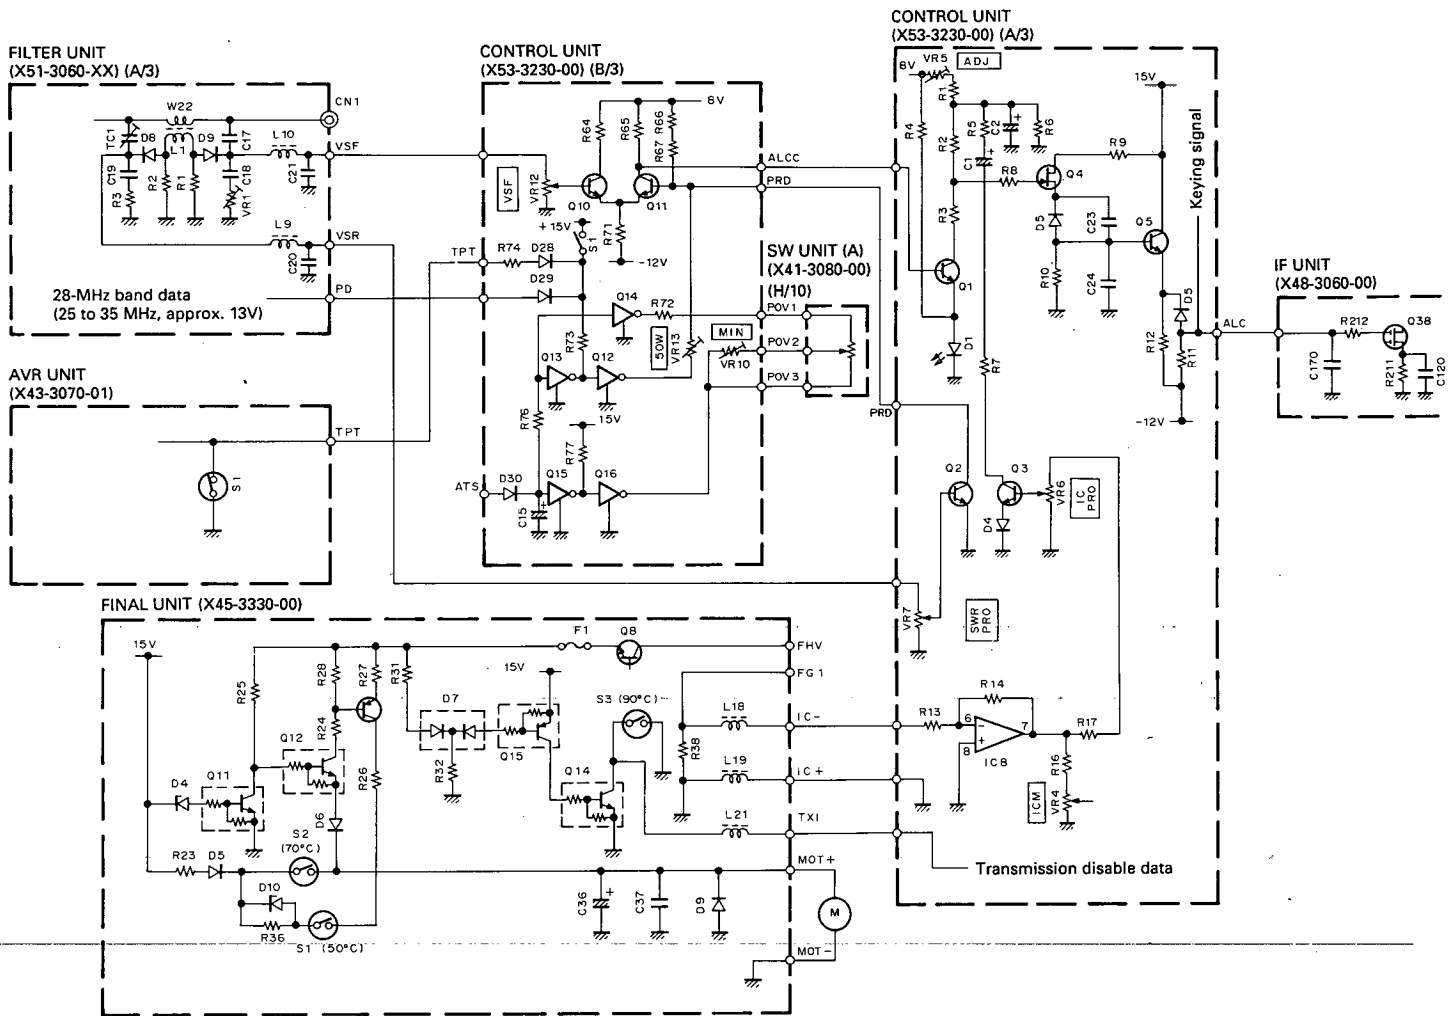 CONTROL UNIT
(X53-3230-00) (A/3)
FILTER UNIT
(X51-3060-XX) (A/3)
CONTROL UNIT
(X53-3230-00) (B/3)
CN1
W22
TC1
D8
L1
D9
C17
L10
VSF
C19
R3
R2
R1
C18
VR1
C21
L9
VSR
C20
28-MHz band data
(25 to 35 MHz, approx. 13V)
PD
8V
R64
R65
R66
R67
ALCC
PRD
VSF
VR12
Q10
Q11
+15V
S1
R71
-12V
TPT
R74
D28
D29
Q14
R72
POV1
R73
50W
VR13
MIN
VR10
POV2
Q13
Q12
POV3
R76
15V
R77
ATS
D30
Q15
Q16
C15
SW UNIT (A)
(X41-3080-00)
(H/10)
8V
VR5
ADJ
R1
R4
R2
R5
C1
C2
R6
15V
R9
R8
Q4
Keying signal
R3
D5
C23
Q5
R10
C24
Q1
D1
R7
R12
D5
R11
ALC
-12V
PRD
Q2
Q3
D4
VR6
IC PRO
VR7
SWR PRO
R14
R13
6
7
8
IC8
R17
R16
ICM
VR4
Transmission disable data
IF UNIT
(X48-3060-00)
R212
Q38
C170
R211
C120
AVR UNIT
(X43-3070-01)
TPT
S1
FINAL UNIT (X45-3330-00)
15V
R25
R28
R27
R31
F1
Q8
FHV
15V
FG1
S3 (90°C)
D7
R24
Q12
Q15
R32
L18
IC-
R38
L19
IC+
Q14
D4
Q11
R26
D6
L21
TXI
S2
(70°C)
R23
D5
MOT+
D10
R36
S1 (50°C)
C36
C37
D9
M
MOT-